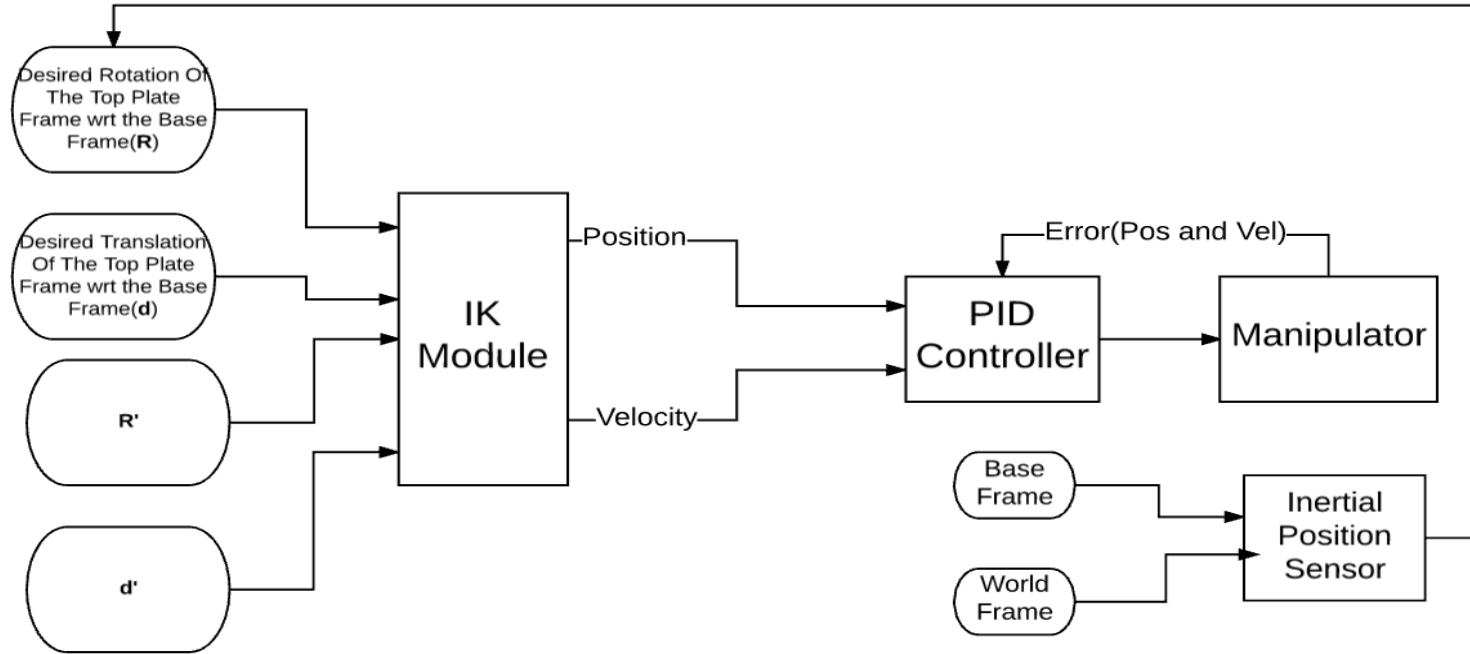 Desired Rotation Of
The Top Plate
Frame wrt the Base
Frame(R)
Desired Translation
Of The Top Plate
Frame wrt the Base
Frame(d)
R'
d'
IK
Module
Position
Velocity
Error(Pos and Vel)
PID
Controller
Manipulator
Base
Frame
World
Frame
Inertial
Position
Sensor